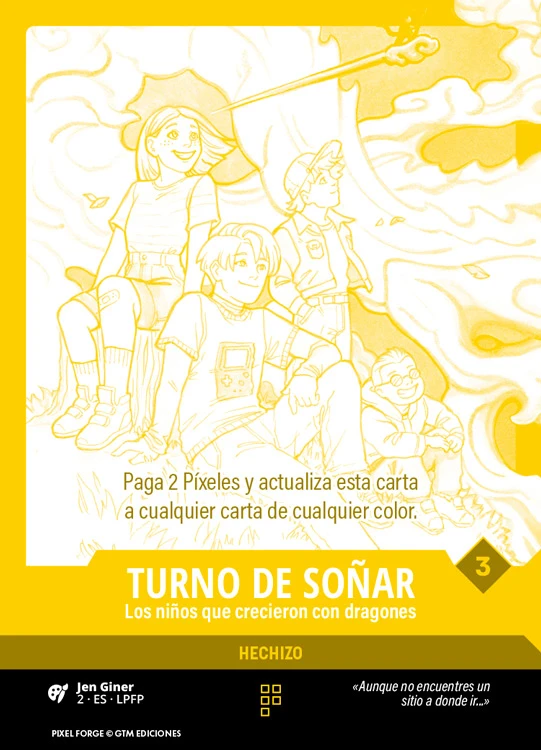 Paga 2 Píxeles y actualiza esta carta
a cualquier carta de cualquier color.
TURNO DE SOÑAR
3
Los niños que crecieron con dragones
HECHIZO
Jen Giner
2 · ES · LPFP
«Aunque no encuentres un
sitio a donde ir...»
PIXEL FORGE © GTM EDICIONES